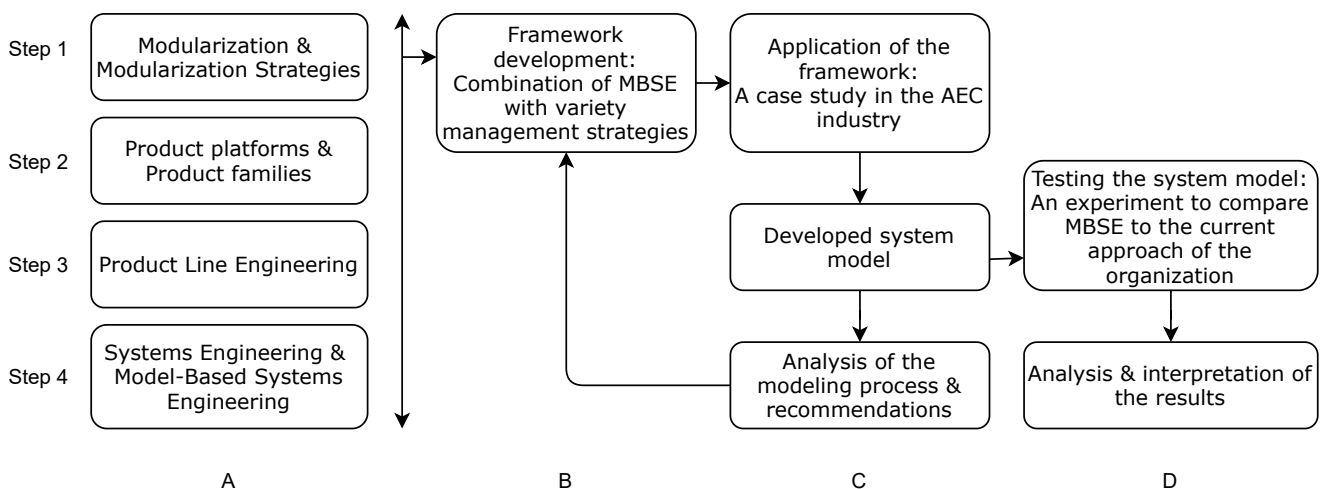 Step 1
Modularization &
Modularization Strategies
Step 2
Product platforms &
Product families
Step 3
Product Line Engineering
Step 4
Systems Engineering &
Model-Based Systems
Engineering
Framework
development:
Combination of MBSE
with variety
management strategies
Application of the
framework:
A case study in the AEC
industry
Developed system
model
Analysis of the
modeling process &
recommendations
Testing the system model:
An experiment to compare
MBSE to the current
approach of the
organization
Analysis & interpretation of
the results
A
B
C
D